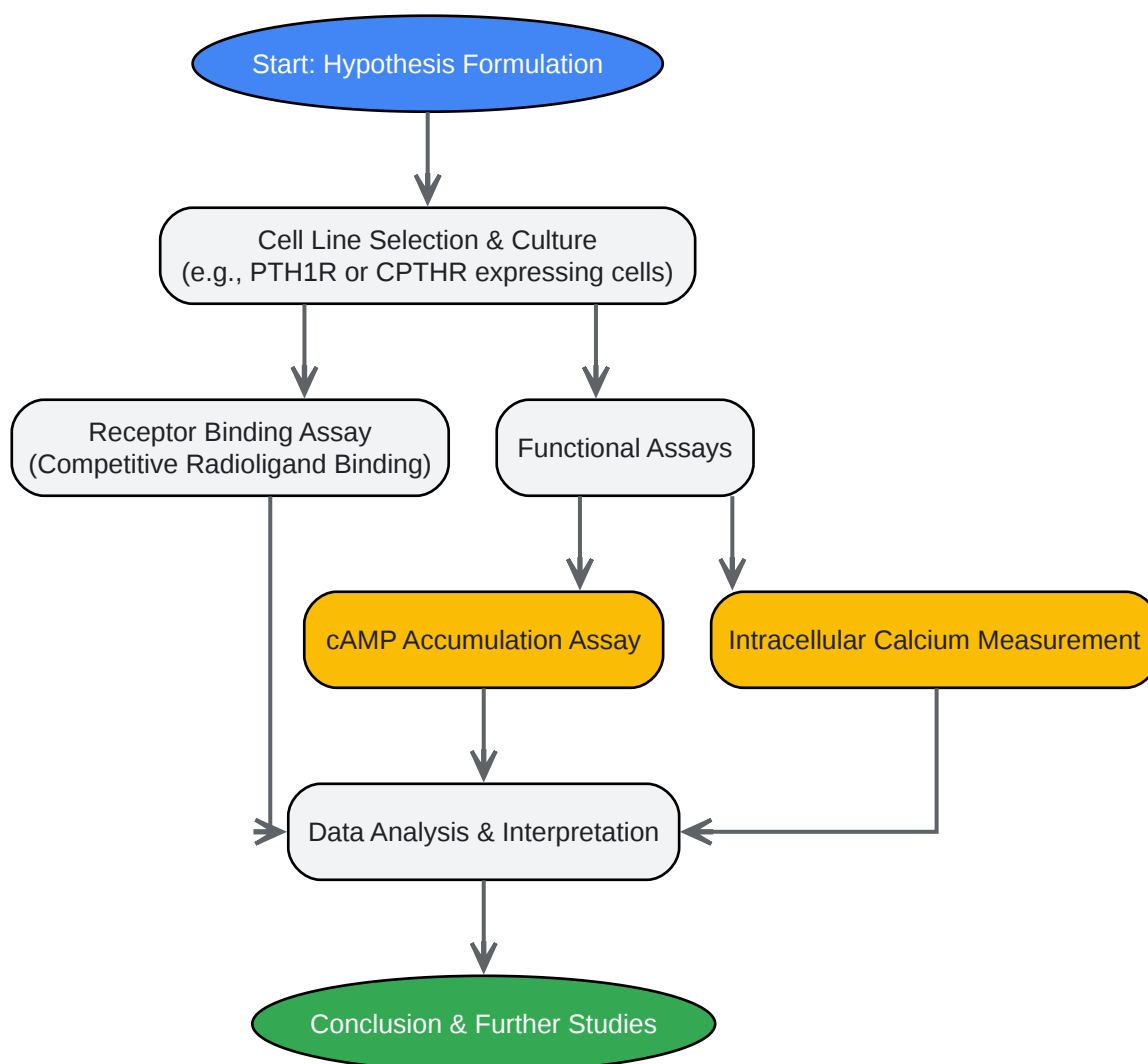 Start: Hypothesis Formulation
Cell Line Selection & Culture
(e.g., PTH1R or CPTHR expressing cells)
Receptor Binding Assay
(Competitive Radioligand Binding)
Functional Assays
cAMP Accumulation Assay
Intracellular Calcium Measurement
Data Analysis & Interpretation
Conclusion & Further Studies